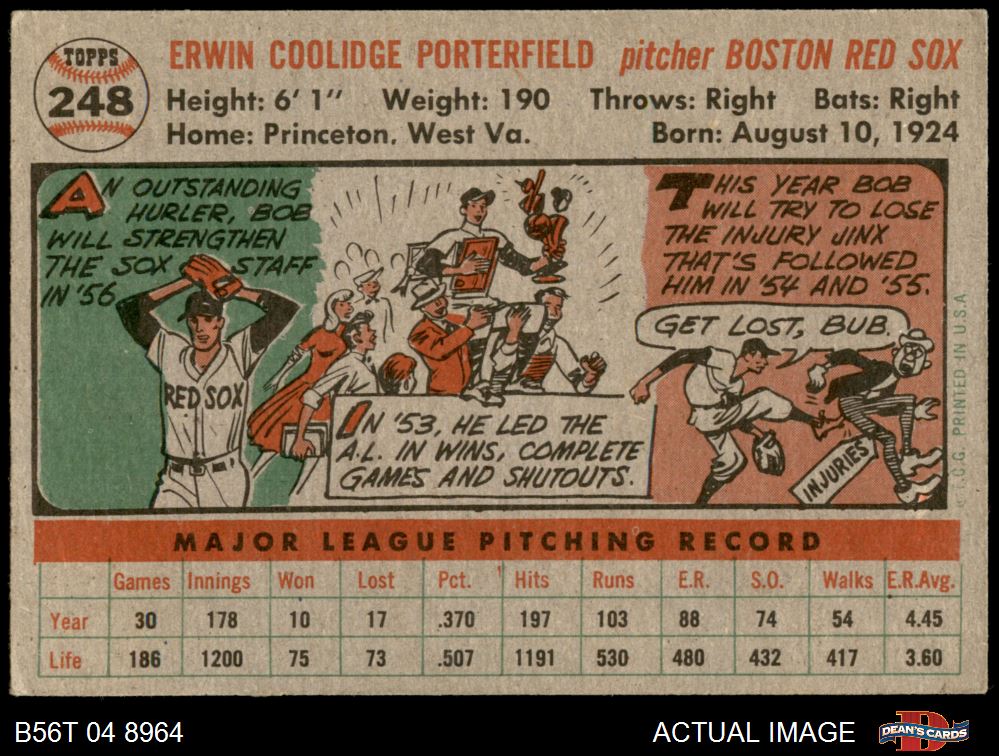 TOPPS
248
ERWIN COOLIDGE PORTERFIELD pitcher BOSTON RED SOX
Height: 6' 1" Weight: 190 Throws: Right Bats: Right
Home: Princeton, West Va. Born: August 10, 1924
AN OUTSTANDING
HURLER, BOB
WILL STRENGTHEN
THE SOX STAFF
IN '56
RED SOX
IN '53, HE LED THE
A.L. IN WINS, COMPLETE
GAMES AND SHUTOUTS.
THIS YEAR BOB
WILL TRY TO LOSE
THE INJURY JINX
THAT'S FOLLOWED
HIM IN '54 AND '55.
GET LOST, BUB.
INJURIES
© T.C.G. PRINTED IN U.S.A.
MAJOR LEAGUE PITCHING RECORD
Games Innings Won Lost Pct. Hits Runs E.R. S.O. Walks E.R.Avg.
Year 30 178 10 17 .370 197 103 88 74 54 4.45
Life 186 1200 75 73 .507 1191 530 480 432 417 3.60
B56T 04 8964 ACTUAL IMAGE
D
DEAN'S CARDS